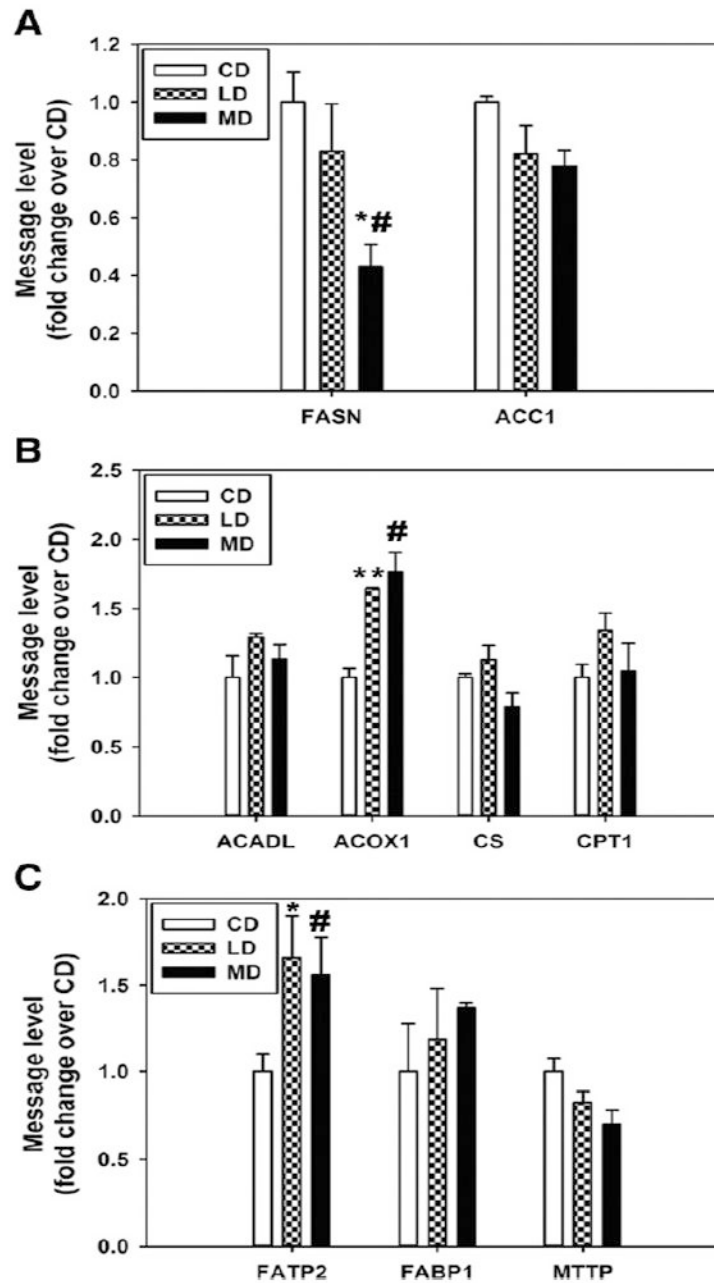 A
1.2
1.0
0.8
0.6
0.4
0.2
0.0
Message level
(fold change over CD)
CD
LD
MD
*#
FASN ACC1
B
2.5
2.0
1.5
1.0
0.5
0.0
Message level
(fold change over CD)
CD
LD
MD
** #
ACADL ACOX1 CS CPT1
C
2.0
1.5
1.0
0.5
0.0
Message level
(fold change over CD)
CD
LD
MD
* #
FATP2 FABP1 MTTP